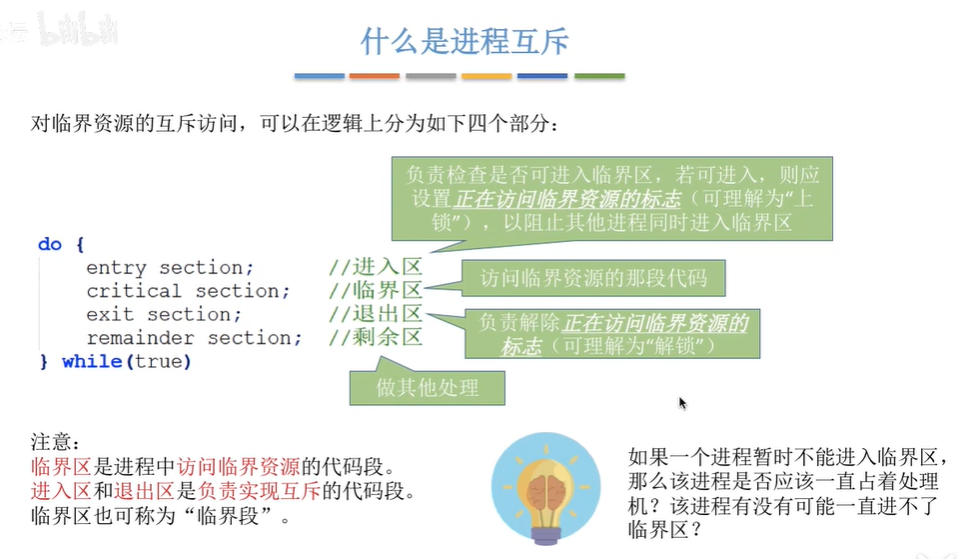 bilibili
什么是进程互斥
对临界资源的互斥访问，可以在逻辑上分为如下四个部分：
负责检查是否可进入临界区，若可进入，则应
设置正在访问临界资源的标志（可理解为“上
锁”），以阻止其他进程同时进入临界区
do {
entry section; //进入区
critical section; //临界区
exit section; //退出区
remainder section; //剩余区
} while(true)
访问临界资源的那段代码
负责解除正在访问临界资源的
标志（可理解为“解锁”）
做其他处理
注意：
临界区是进程中访问临界资源的代码段。
进入区和退出区是负责实现互斥的代码段。
临界区也可称为“临界段”。
如果一个进程暂时不能进入临界区，
那么该进程是否应该一直占着处理
机？该进程有没有可能一直进不了
临界区？